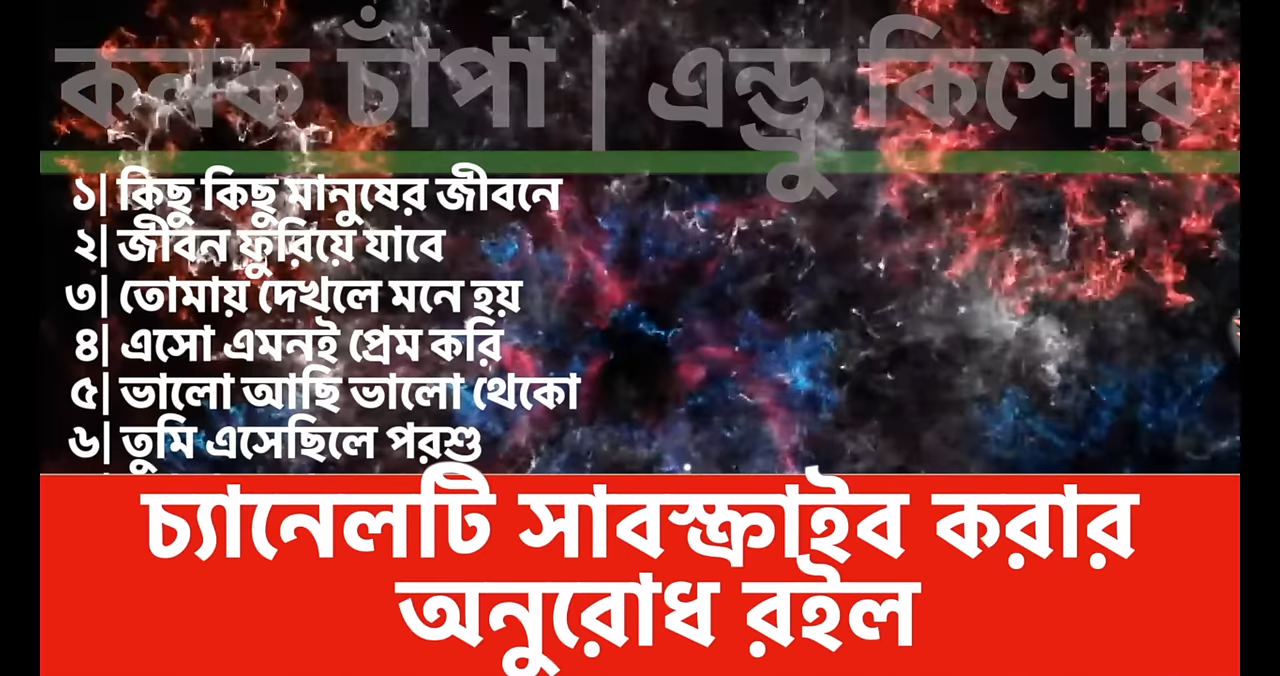 কনক চাঁপা | এন্ড্রু কিশোর
১| কিছু কিছু মানুষের জীবনে
২| জীবন ফুরিয়ে যাবে
৩| তোমায় দেখলে মনে হয়
৪| এসো এমনই প্রেম করি
৫| ভালো আছি ভালো থেকো
৬| তুমি এসেছিলে পরশু
চ্যানেলটি সাবস্ক্রাইব করার
অনুরোধ রইল